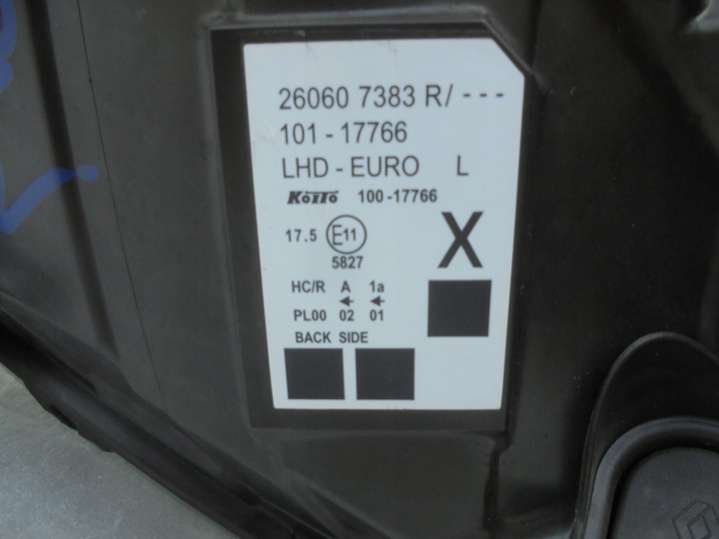 26060 7383 R/ - - -
101 - 17766
LHD - EURO L
100-17766
X
17.5 E11
5827
HC/R A 1a
PL00 02 01
BACK SIDE